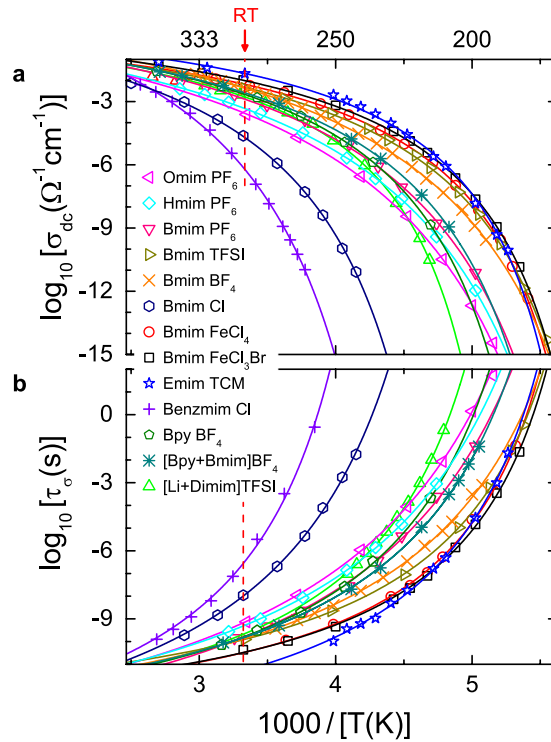 RT
333 250 200
a
-3
-6
-9
-12
-15
log10[σdc(Ω-1cm-1)]
Omim PF6
Hmim PF6
Bmim PF6
Bmim TFSI
Bmim BF4
Bmim Cl
Bmim FeCl4
Bmim FeCl3Br
Emim TCM
Benzmim Cl
Bpy BF4
[Bpy+Bmim]BF4
[Li+Dimim]TFSI
b
0
-3
-6
-9
log10[τσ(s)]
3 4 5
1000/[T(K)]